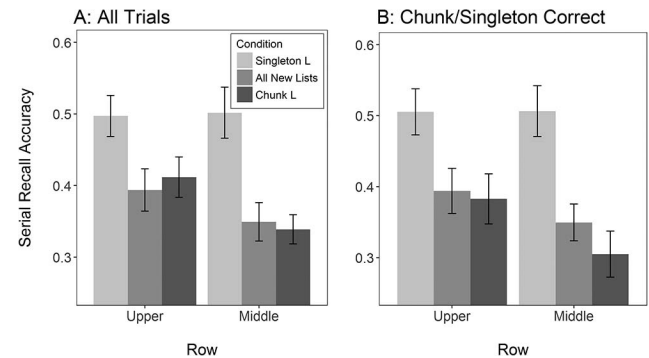 A: All Trials
Serial Recall Accuracy
0.6
0.5
0.4
0.3
Condition
Singleton L
All New Lists
Chunk L
Upper
Middle
Row
B: Chunk/Singleton Correct
0.6
0.5
0.4
0.3
Upper
Middle
Row